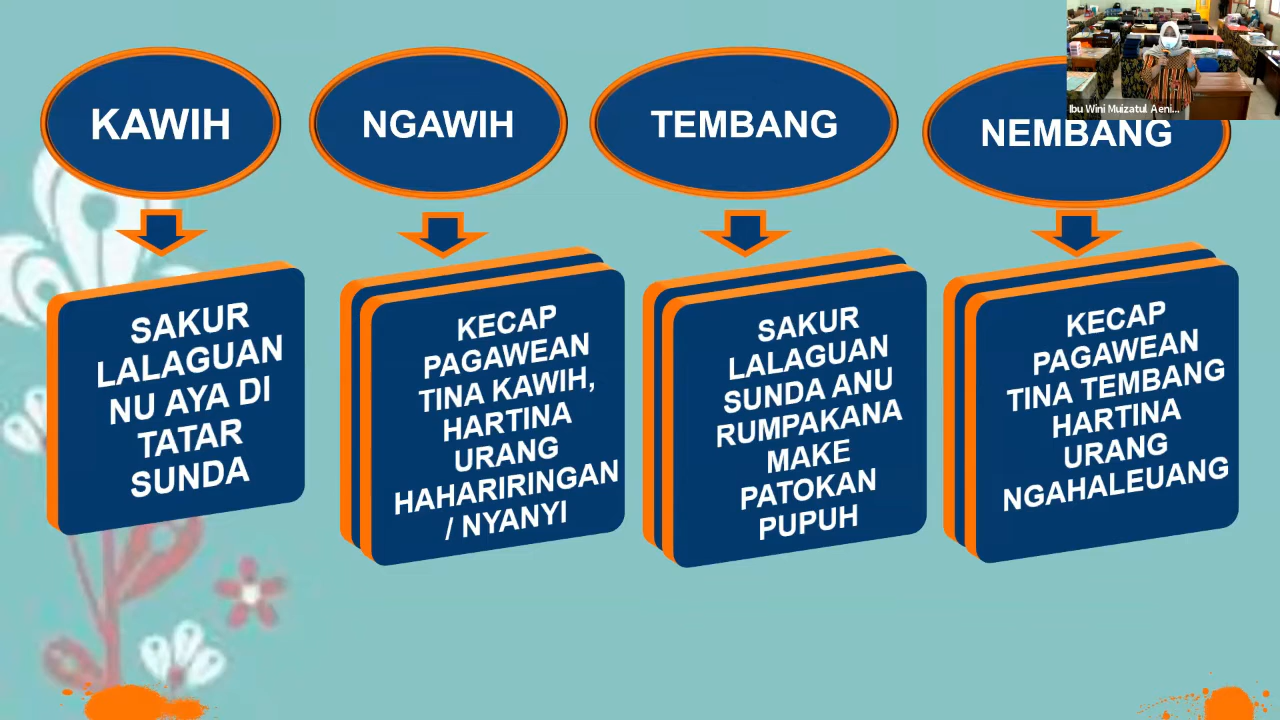 KAWIH
SAKUR
LALAGUAN
NU AYA DI
TATAR
SUNDA
NGAWIH
KECAP
PAGAWEAN
TINA KAWIH,
HARTINA
URANG
HAHARIRINGAN
/ NYANYI
TEMBANG
SAKUR
LALAGUAN
SUNDA ANU
RUMPAKANA
MAKE
PATOKAN
PUPUH
NEMBANG
KECAP
PAGAWEAN
TINA TEMBANG
HARTINA
URANG
NGAHALEUANG
Ibu Wini Muizatul Aeni...